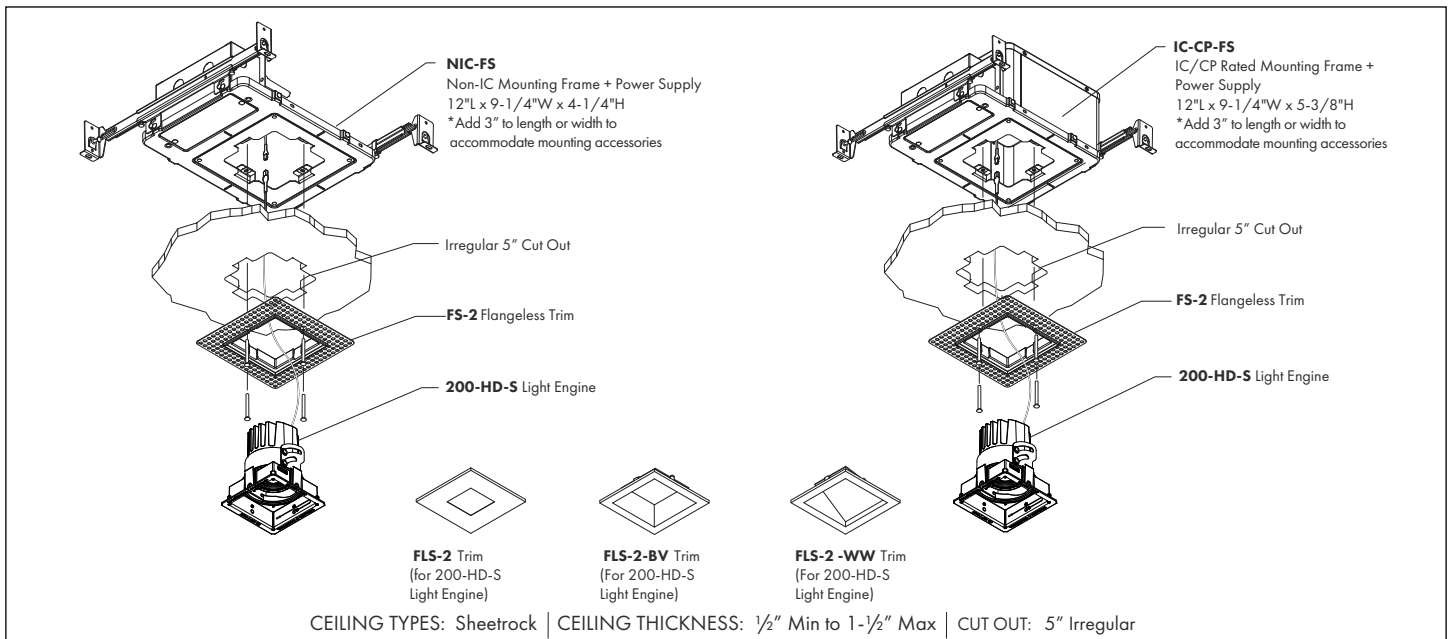 NIC-FS
Non-IC Mounting Frame + Power Supply
12"L x 9-1/4"W x 4-1/4"H
*Add 3” to length or width to
accommodate mounting accessories
Irregular 5” Cut Out
FS-2 Flangeless Trim
200-HD-S Light Engine
IC-CP-FS
IC/CP Rated Mounting Frame +
Power Supply
12"L x 9-1/4"W x 5-3/8"H
*Add 3” to length or width to
accommodate mounting accessories
Irregular 5” Cut Out
FS-2 Flangeless Trim
200-HD-S Light Engine
FLS-2 Trim
(for 200-HD-S
Light Engine)
FLS-2-BV Trim
(For 200-HD-S
Light Engine)
FLS-2 -WW Trim
(For 200-HD-S
Light Engine)
CEILING TYPES: Sheetrock | CEILING THICKNESS: ½” Min to 1-½” Max | CUT OUT: 5” Irregular